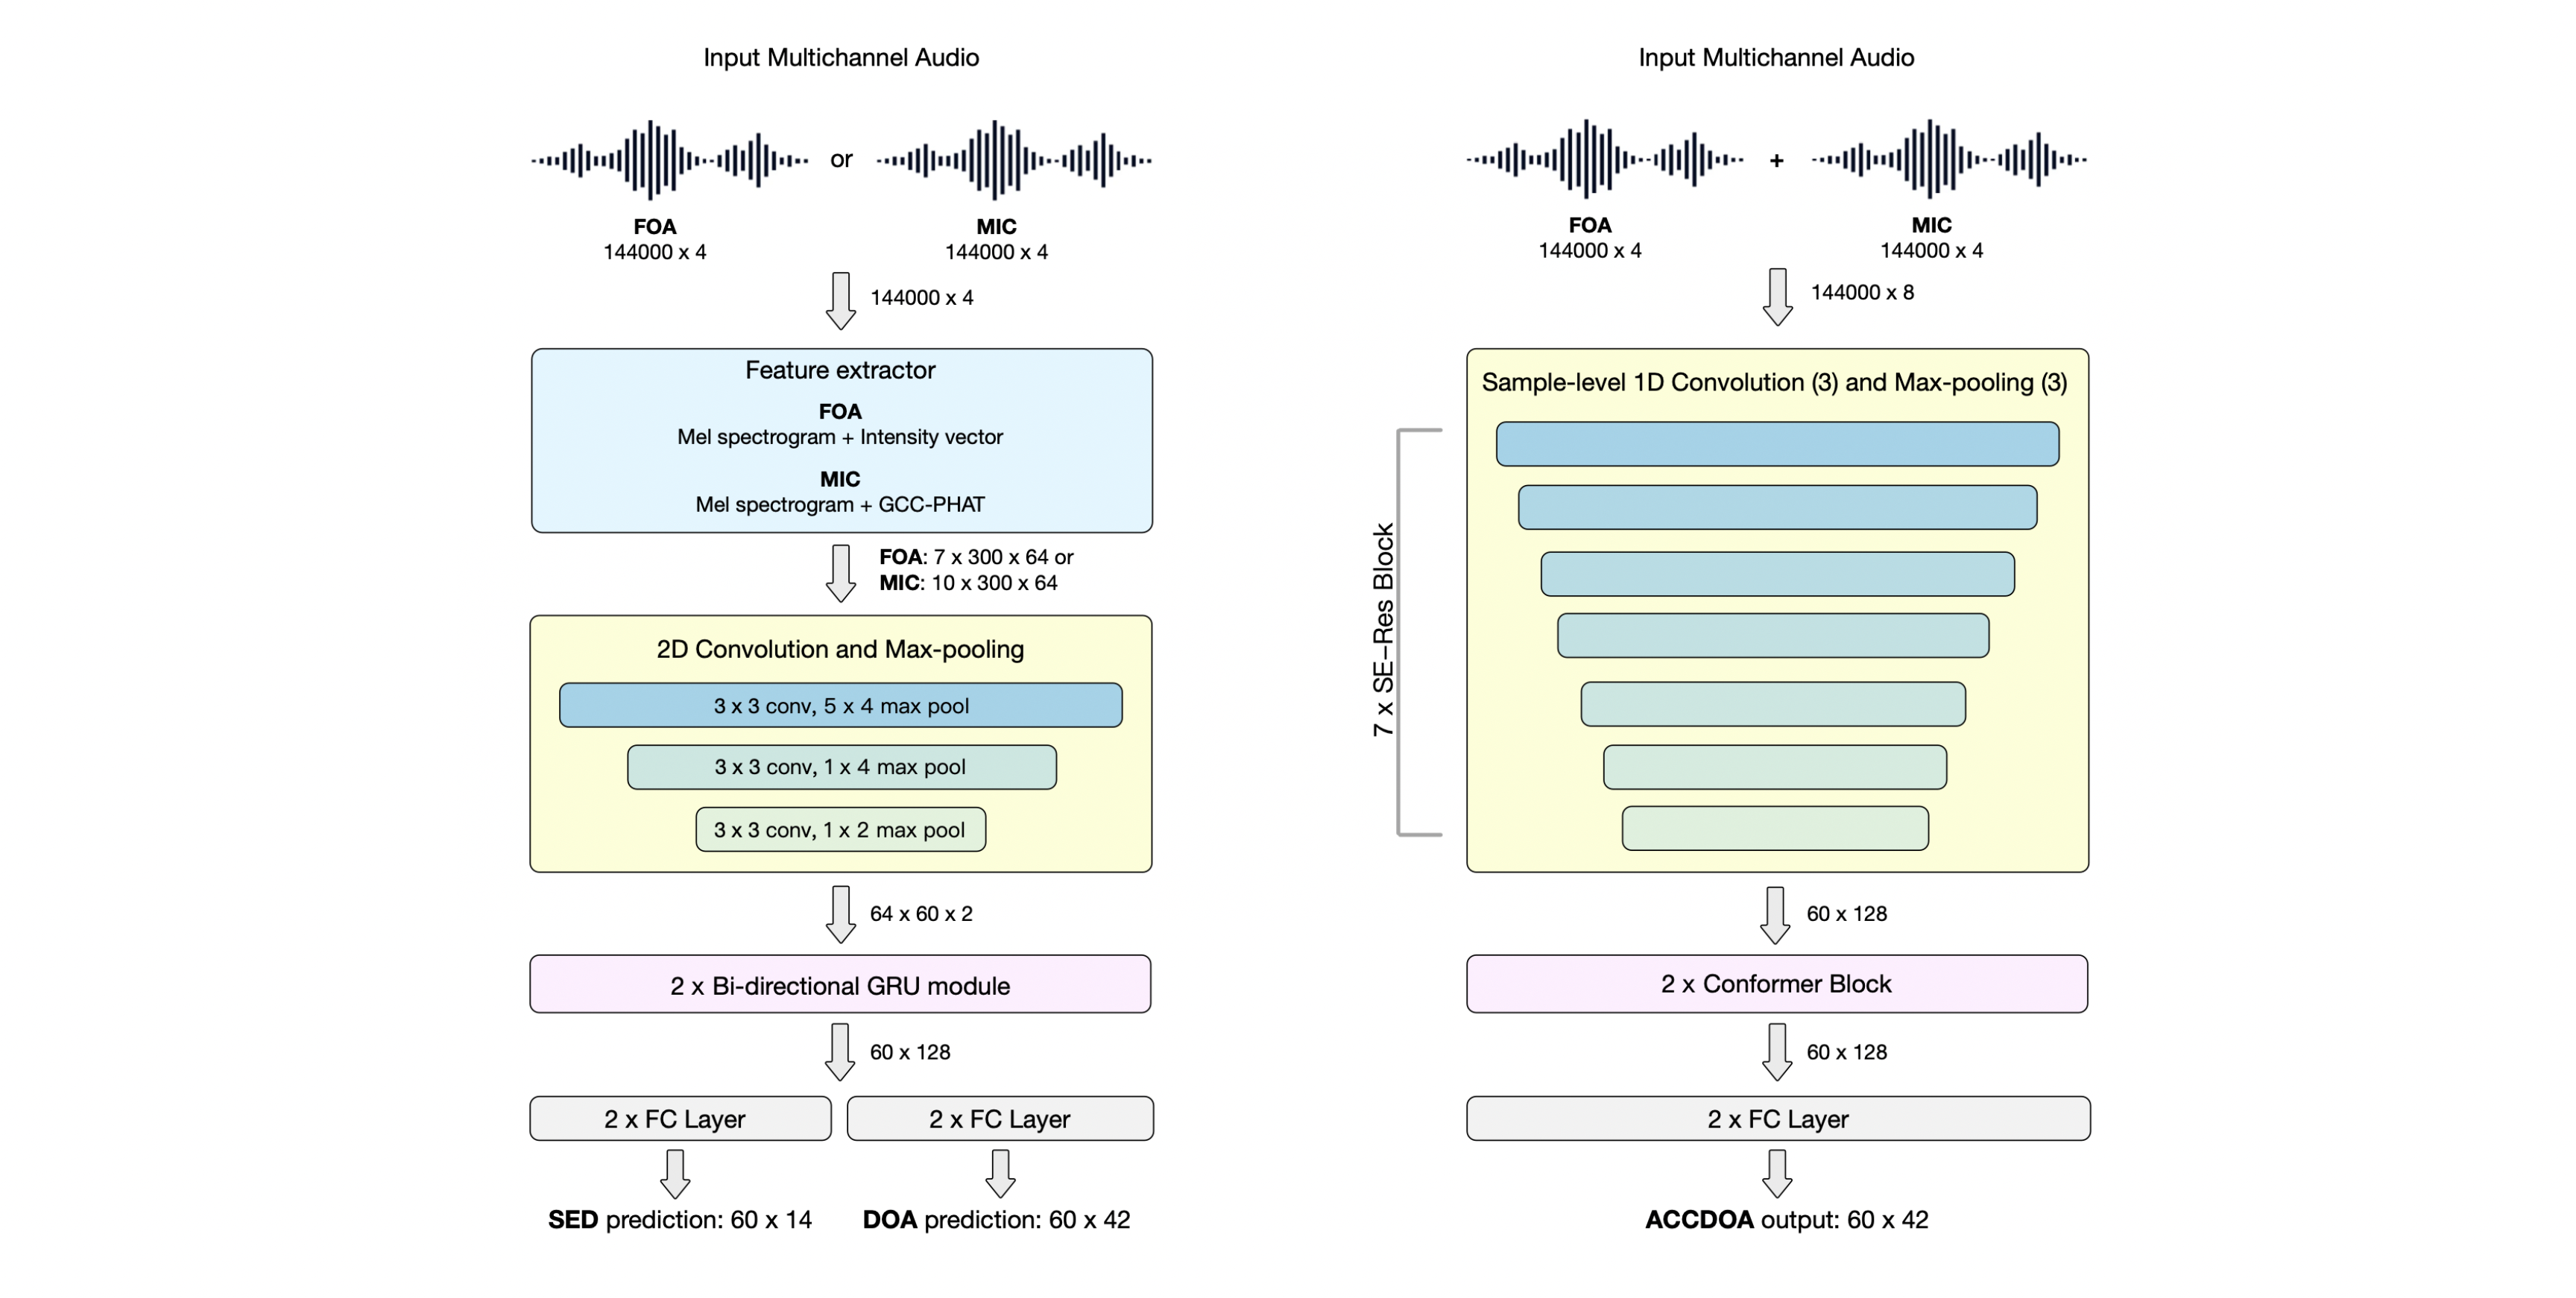 Input Multichannel Audio
or
FOA
144000 x 4
MIC
144000 x 4
144000 x 4
Feature extractor
FOA
Mel spectrogram + Intensity vector
MIC
Mel spectrogram + GCC-PHAT
FOA: 7 x 300 x 64 or
MIC: 10 x 300 x 64
2D Convolution and Max-pooling
3 x 3 conv, 5 x 4 max pool
3 x 3 conv, 1 x 4 max pool
3 x 3 conv, 1 x 2 max pool
64 x 60 x 2
2 x Bi-directional GRU module
60 x 128
2 x FC Layer
2 x FC Layer
SED prediction: 60 x 14
DOA prediction: 60 x 42
Input Multichannel Audio
+
FOA
144000 x 4
MIC
144000 x 4
144000 x 8
Sample-level 1D Convolution (3) and Max-pooling (3)
7 x SE–Res Block
60 x 128
2 x Conformer Block
60 x 128
2 x FC Layer
ACCDOA output: 60 x 42